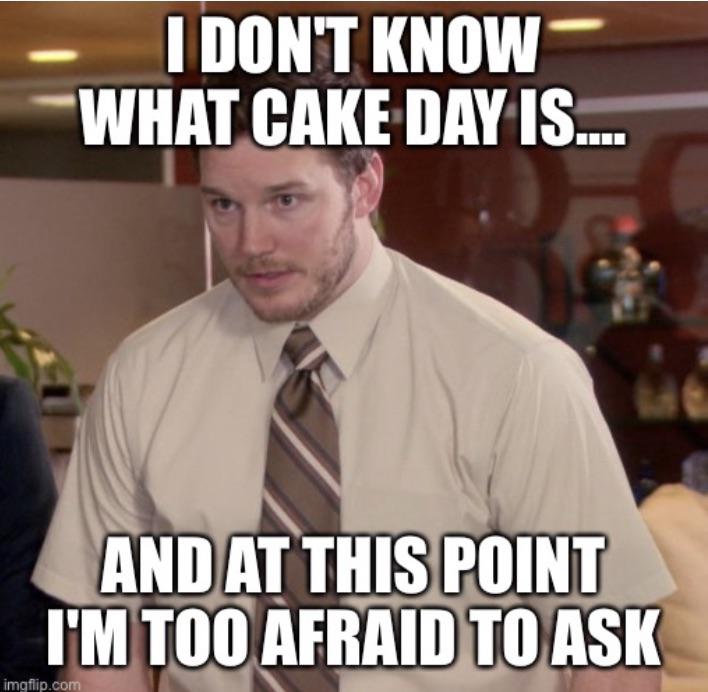 I DON'T KNOW
WHAT CAKE DAY IS....
AND AT THIS POINT
I'M TOO AFRAID TO ASK
imgflip.com